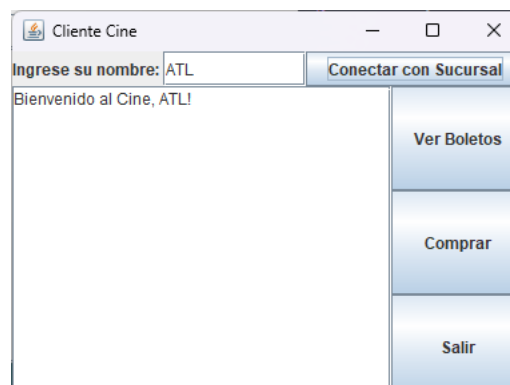 Cliente Cine
Ingrese su nombre: ATL Conectar con Sucursal
Bienvenido al Cine, ATL!
Ver Boletos
Comprar
Salir